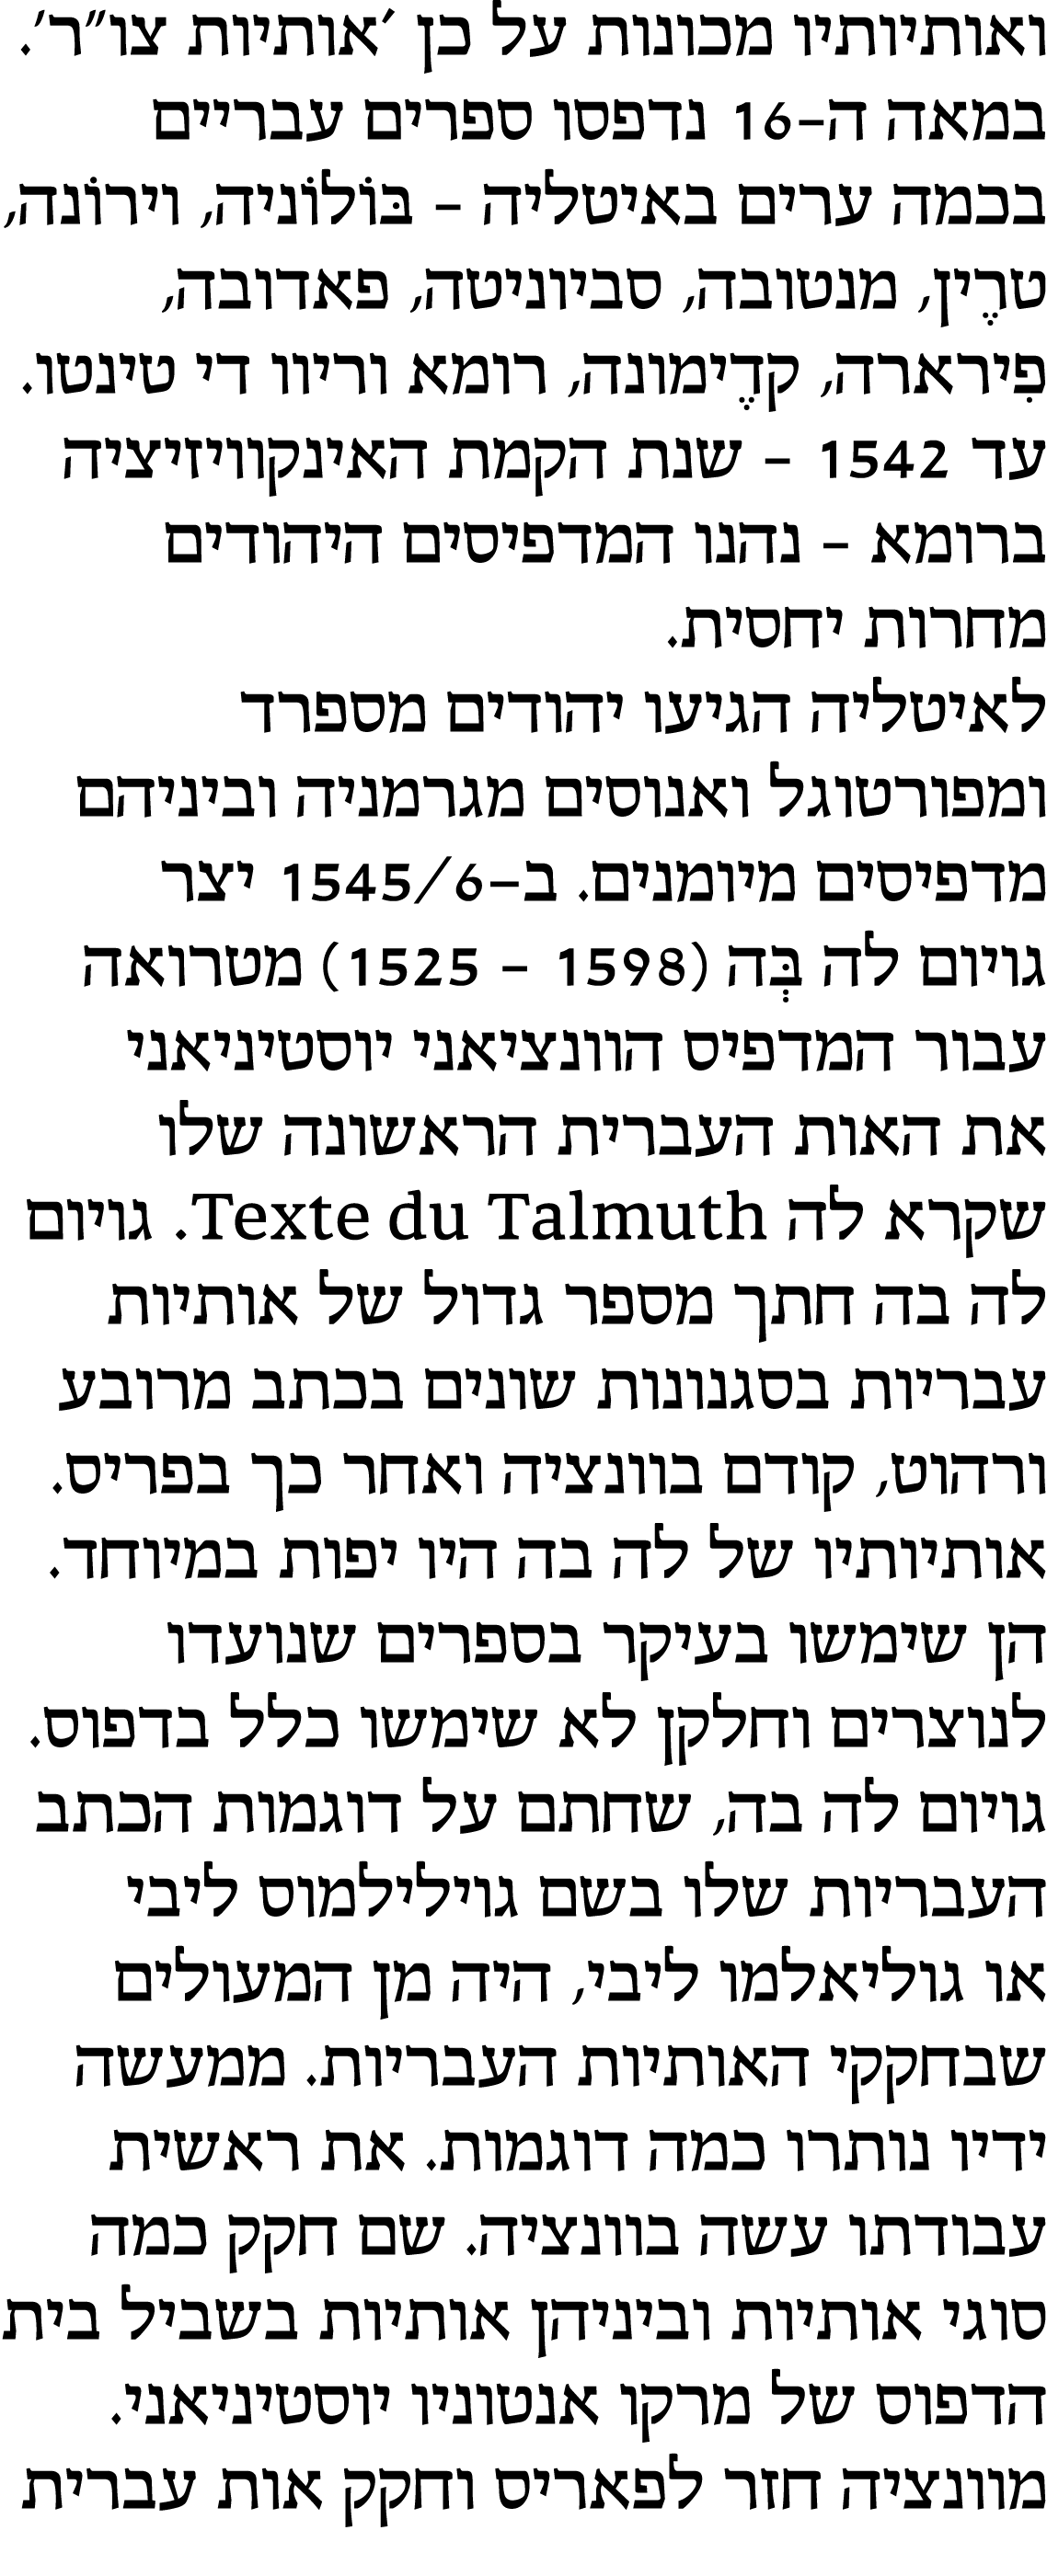 ואותיותיו מכונות על כן ׳אותיות צו״ר׳.
במאה ה–16 נדפסו ספרים עבריים
בכמה ערים באיטליה – בּוֹלוֹניה, וירוֹנה,
טרֶין, מנטובה, סביוניטה, פאדובה,
פִירארה, קדֶימונה, רומא וריוו די טינטו.
עד 1542 – שנת הקמת האינקוויזיציה
ברומא – נהנו המדפיסים היהודים
מחרות יחסית.
לאיטליה הגיעו יהודים מספרד
ומפורטוגל ואנוסים מגרמניה וביניהם
מדפיסים מיומנים. ב–1545/6 יצר
גויום לה בְּה (1598 – 1525) מטרואה
עבור המדפיס הוונציאני יוסטיניאני
את האות העברית הראשונה שלו
שקרא לה Texte du Talmuth. גויום
לה בה חתך מספר גדול של אותיות
עבריות בסגנונות שונים בכתב מרובע
ורהוט, קודם בוונציה ואחר כך בפריס.
אותיותיו של לה בה היו יפות במיוחד.
הן שימשו בעיקר בספרים שנועדו
לנוצרים וחלקן לא שימשו כלל בדפוס.
גויום לה בה, שחתם על דוגמות הכתב
העבריות שלו בשם גוילילמוס ליבי
או גוליאלמו ליבי, היה מן המעולים
שבחקקי האותיות העבריות. ממעשה
ידיו נותרו כמה דוגמות. את ראשית
עבודתו עשה בוונציה. שם חקק כמה
סוגי אותיות וביניהן אותיות בשביל בית
הדפוס של מרקו אנטוניו יוסטיניאני.
מוונציה חזר לפאריס וחקק אות עברית